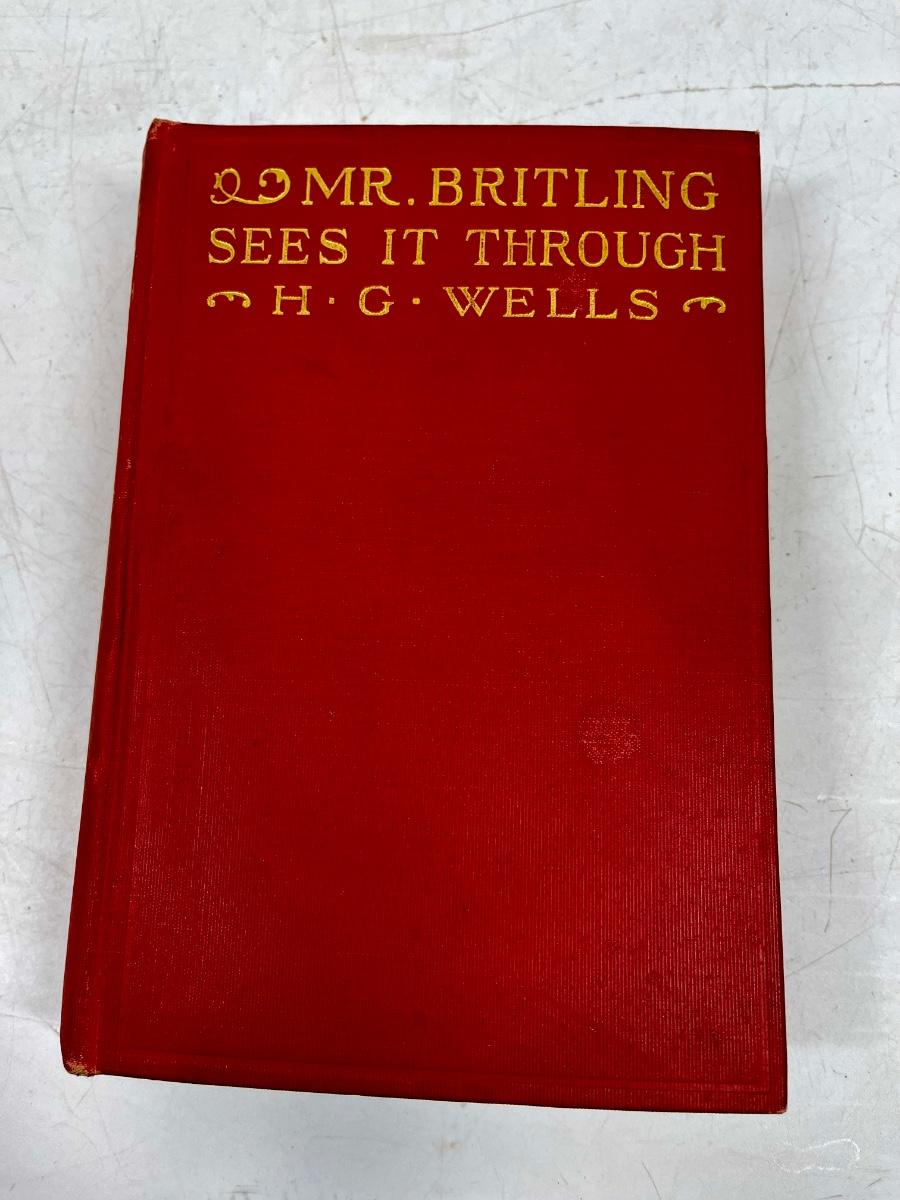 MR. BRITLING
SEES IT THROUGH
H · G · WELLS